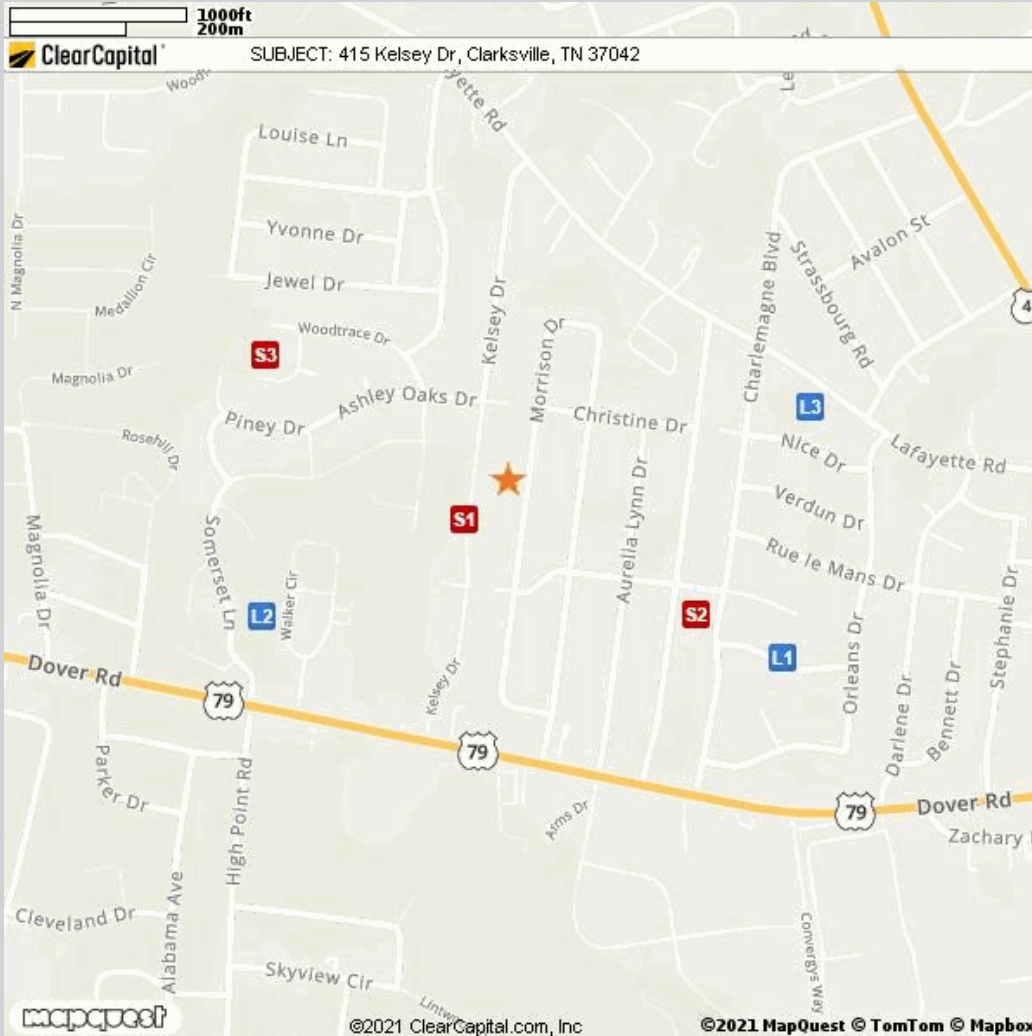 1000ft
200m
ClearCapital
SUBJECT: 415 Kelsey Dr, Clarksville, TN 37042
Louise Ln
Yvonne Dr
Jewel Dr
N Magnolia Dr
Medallion Cir
Woodtrace Dr
Kelsey Dr
Morrison Dr
Charlemagne Blvd
Strassbourg Rd
Avalon St
4
S3
Magnolia Dr
Ashley Oaks Dr
Piney Dr
Christine Dr
L3
Rosehill Dr
Nice Dr
Lafayette Rd
Verdun Dr
S1
Aurelia Lynn Dr
Rue le Mans Dr
Magnolia Dr
Somerset Ln
Walker Cir
L2
S2
L1
Orleans Dr
Stephanie Dr
Kelsey Dr
Dover Rd
79
79
Darlene Dr
Bennett Dr
Parker Dr
High Point Rd
Arms Dr
79
Dover Rd
Zachary
Alabama Ave
Cleveland Dr
Convergys Way
Skyview Cir
mapquest
©2021 ClearCapital.com, Inc
©2021 MapQuest © TomTom © Mapbox